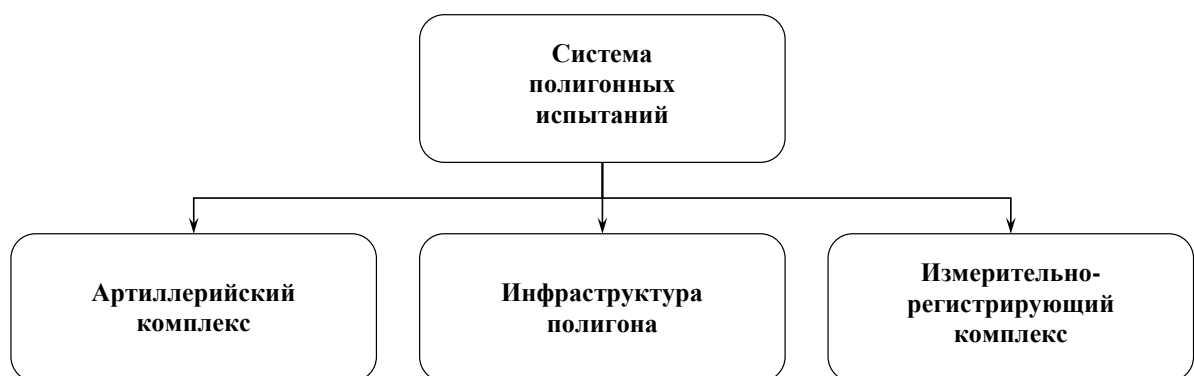 Система
полигонных
испытаний
Артиллерийский
комплекс
Инфраструктура
полигона
Измерительно-
регистрирующий
комплекс